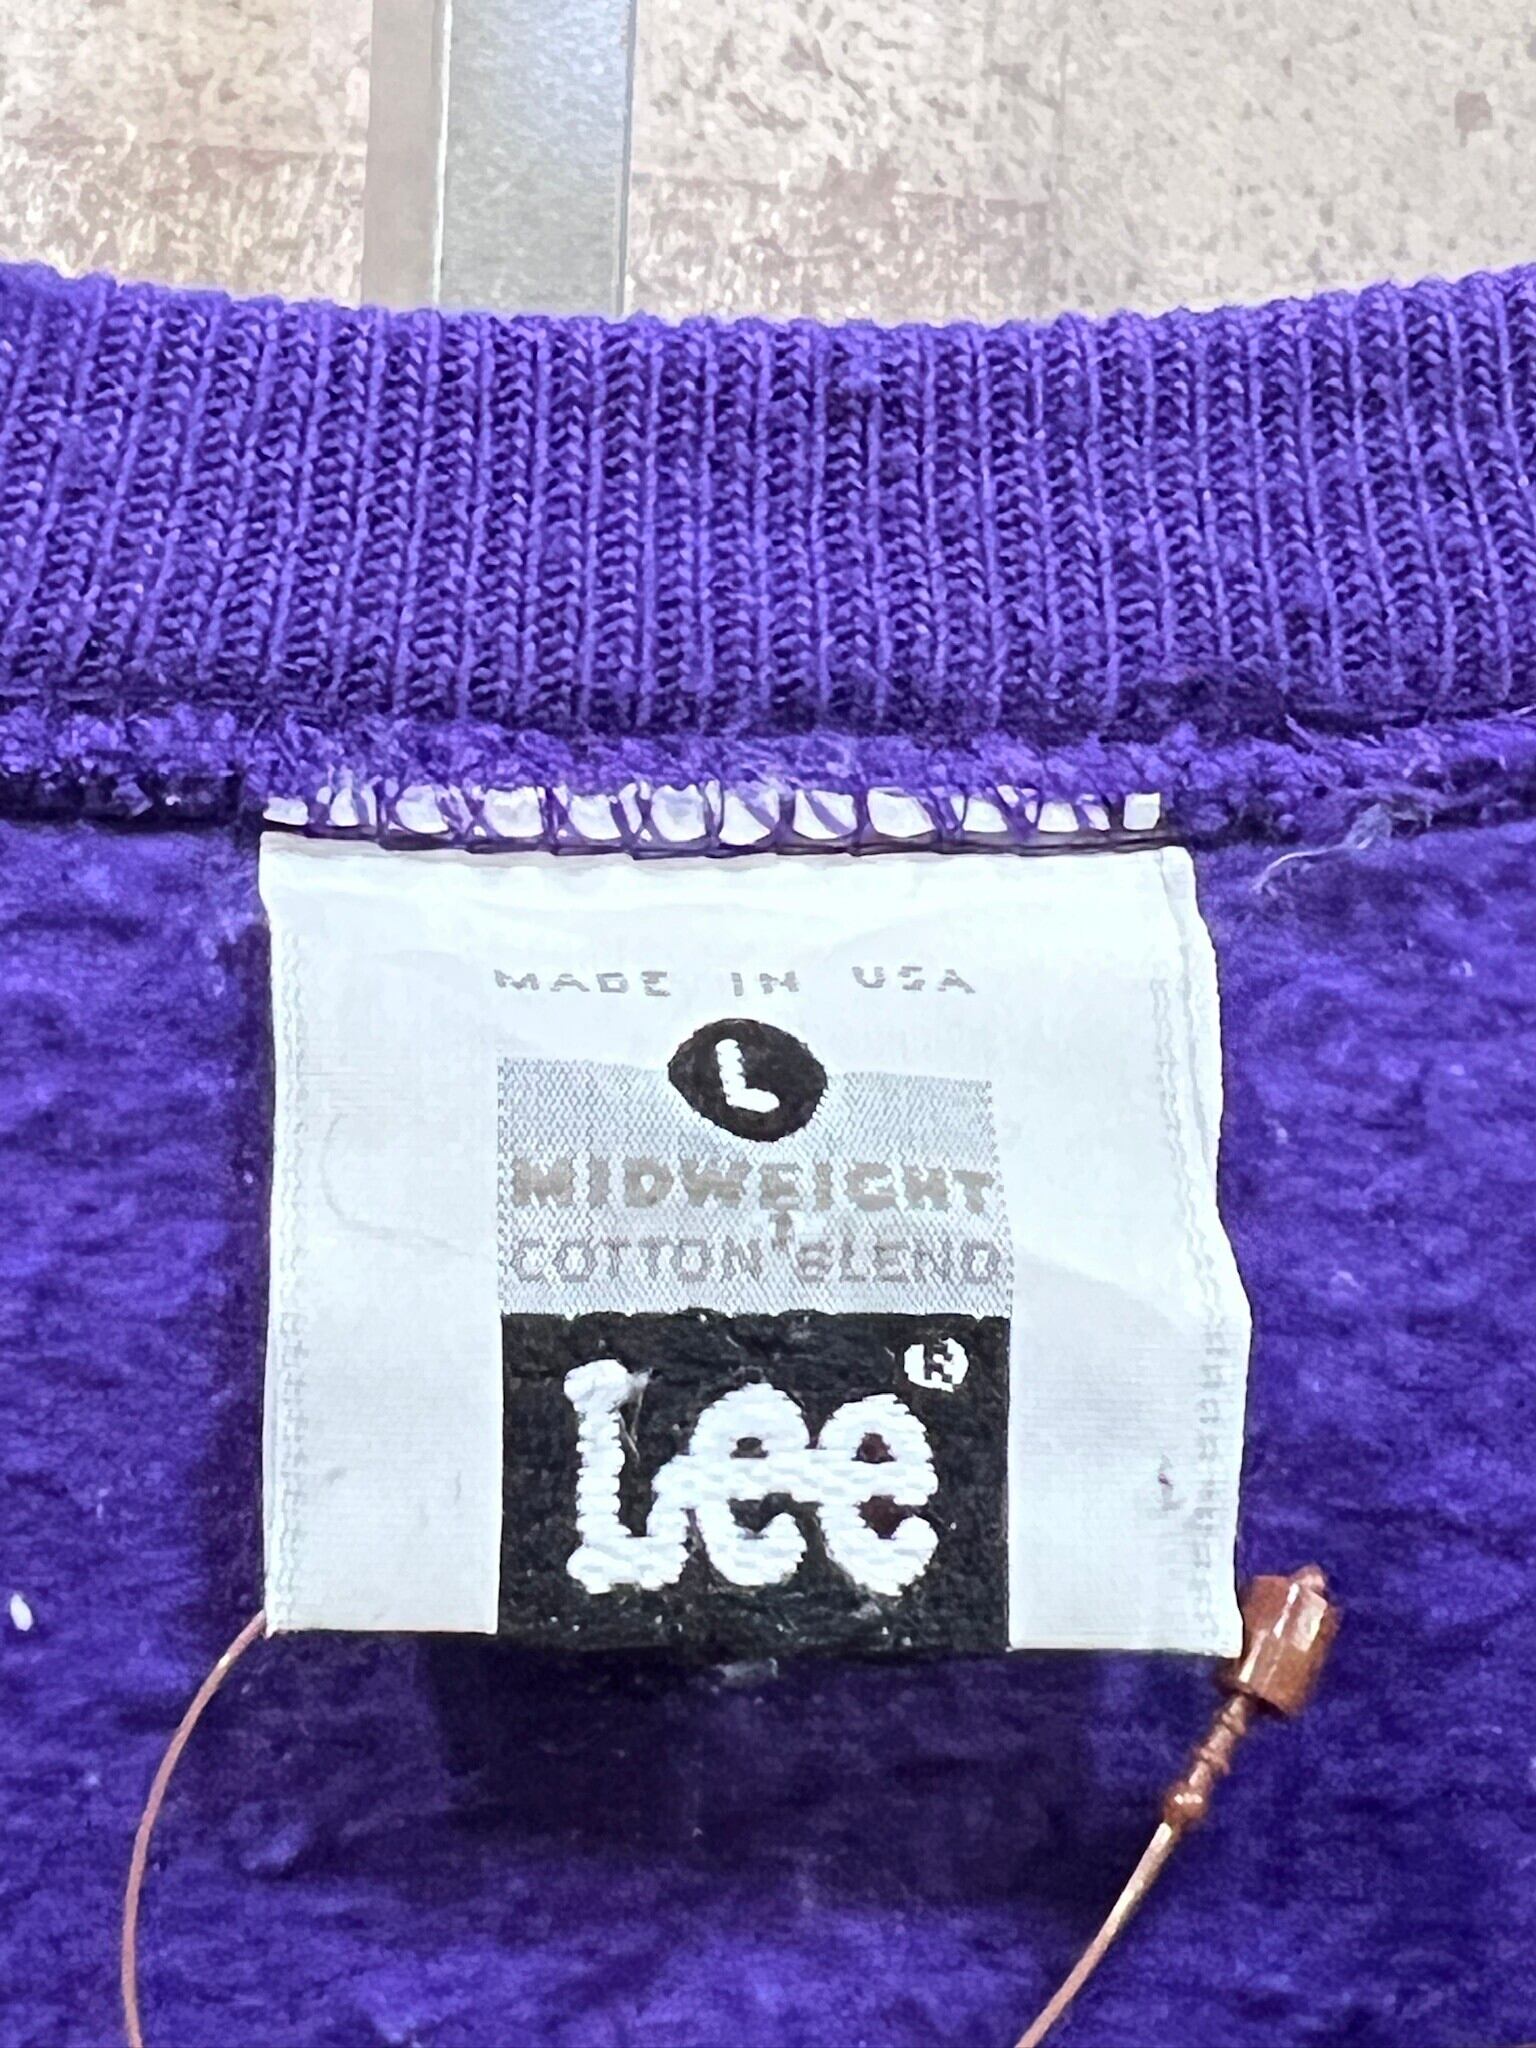 MADE IN USA
L
MIDWEIGHT
COTTON BLEND
Lee ®